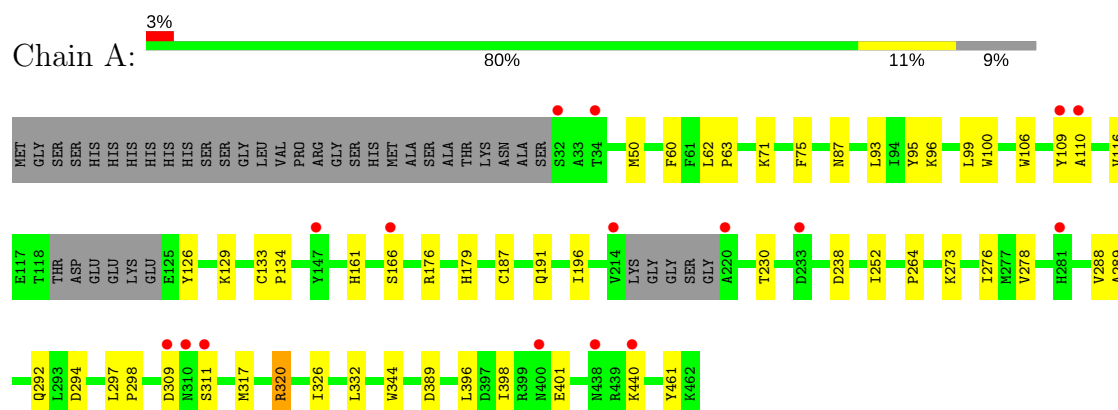 3%
Chain A:
80% 11% 9%
MET GLY SER SER HIS HIS HIS HIS HIS HIS SER SER GLY LEU VAL PRO ARG GLY SER HIS MET ALA SER ALA THR LYS ASN ALA SER S32 A33 T34 M50 F60 F61 L62 P63 K71 F75 N87 L93 I94 Y95 K96 L99 W100 W106 Y109 A110 V116
E117 T118 THR ASP GLU GLU LYS GLU E125 Y126 K129 C133 P134 Y147 H161 S166 R176 H179 C187 Q191 I196 V214 LYS GLY GLY SER GLY A220 T230 D233 D238 I252 P264 K273 I276 M277 V278 H281 V288 A289
Q292 L293 D294 L297 P298 D309 N310 S311 M317 R320 I326 L332 W344 D389 L396 D397 I398 R399 N400 E401 N438 R439 K440 Y461 K462